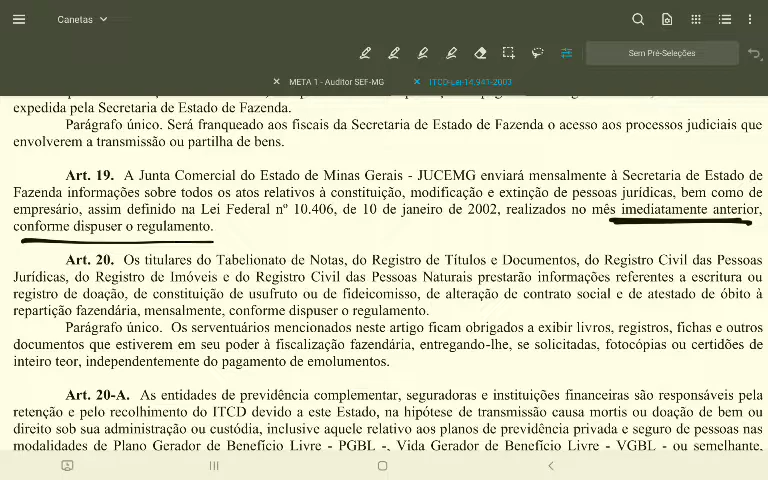 Canetas
Sem Pré-Seleções
META 1 - Auditor SEF-MG
ITCD-Lei-14.941-2003
expedida pela Secretaria de Estado de Fazenda.
Parágrafo único. Será franqueado aos fiscais da Secretaria de Estado de Fazenda o acesso aos processos judiciais que
envolverem a transmissão ou partilha de bens.
Art. 19. A Junta Comercial do Estado de Minas Gerais - JUCEMG enviará mensalmente à Secretaria de Estado de
Fazenda informações sobre todos os atos relativos à constituição, modificação e extinção de pessoas jurídicas, bem como de
empresário, assim definido na Lei Federal nº 10.406, de 10 de janeiro de 2002, realizados no mês imediatamente anterior,
conforme dispuser o regulamento.
Art. 20. Os titulares do Tabelionato de Notas, do Registro de Títulos e Documentos, do Registro Civil das Pessoas
Jurídicas, do Registro de Imóveis e do Registro Civil das Pessoas Naturais prestarão informações referentes a escritura ou
registro de doação, de constituição de usufruto ou de fideicomisso, de alteração de contrato social e de atestado de óbito à
repartição fazendária, mensalmente, conforme dispuser o regulamento.
Parágrafo único. Os serventuários mencionados neste artigo ficam obrigados a exibir livros, registros, fichas e outros
documentos que estiverem em seu poder à fiscalização fazendária, entregando-lhe, se solicitadas, fotocópias ou certidões de
inteiro teor, independentemente do pagamento de emolumentos.
Art. 20-A. As entidades de previdência complementar, seguradoras e instituições financeiras são responsáveis pela
retenção e pelo recolhimento do ITCD devido a este Estado, na hipótese de transmissão causa mortis ou doação de bem ou
direito sob sua administração ou custódia, inclusive aquele relativo aos planos de previdência privada e seguro de pessoas nas
modalidades de Plano Gerador de Benefício Livre - PGBL -, Vida Gerador de Benefício Livre - VGBL - ou semelhante,